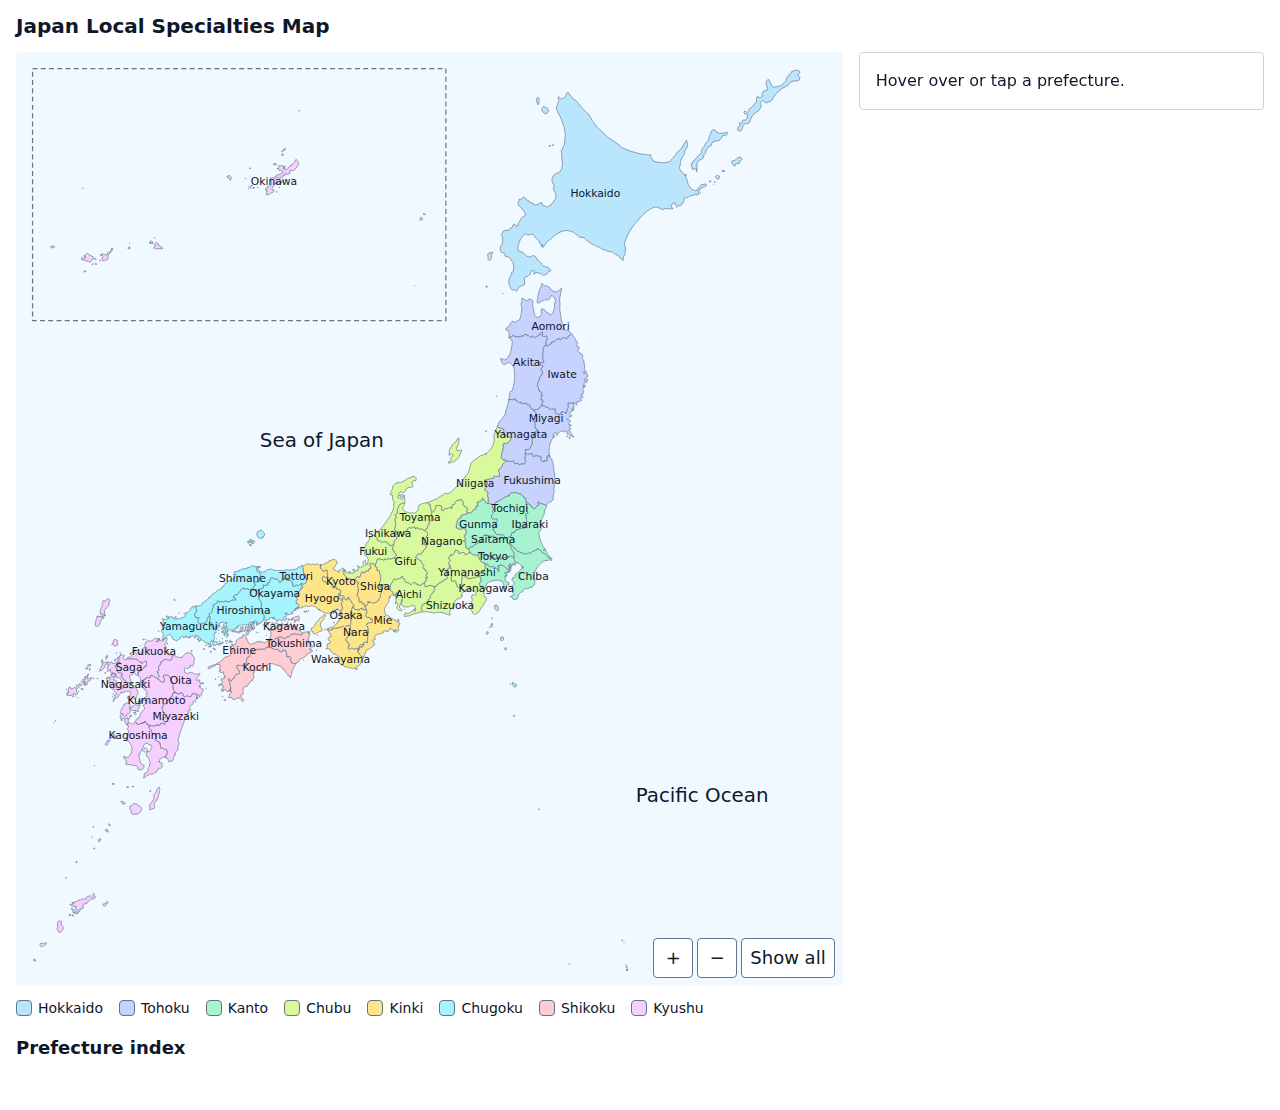 Japan Local Specialties Map
Hover over or tap a prefecture.
Okinawa
Hokkaido
Aomori
Akita
Iwate
Miyagi
Yamagata
Sea of Japan
Niigata
Fukushima
Tochigi
Toyama
Gunma
Ibaraki
Ishikawa
Nagano
Saitama
Fukui
Tokyo
Gifu
Yamanashi
Chiba
Shimane
Tottori
Kyoto
Shiga
Kanagawa
Okayama
Hyogo
Aichi
Shizuoka
Hiroshima
Osaka
Mie
Yamaguchi
Kagawa
Nara
Tokushima
Ehime
Fukuoka
Wakayama
Saga
Kochi
Nagasaki
Oita
Kumamoto
Miyazaki
Kagoshima
Pacific Ocean
+
−
Show all
Hokkaido
Tohoku
Kanto
Chubu
Kinki
Chugoku
Shikoku
Kyushu
Prefecture index